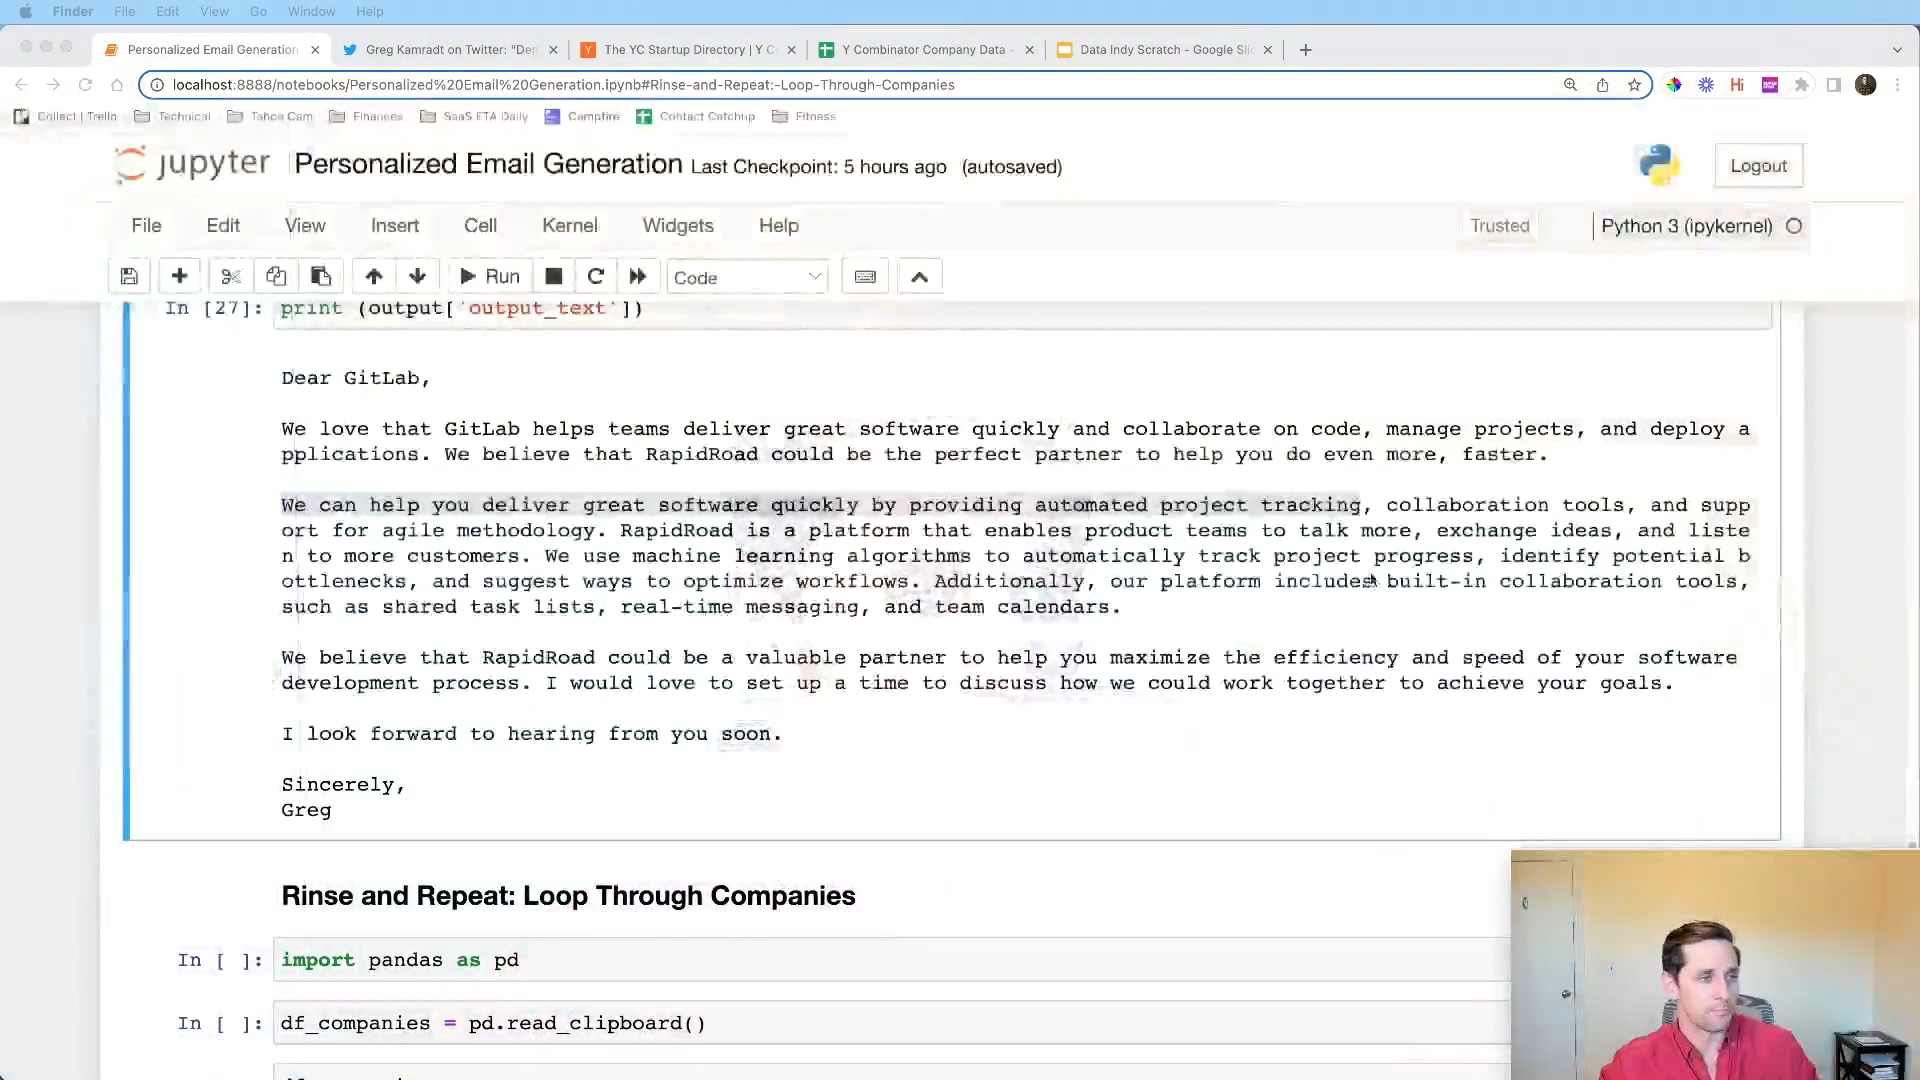 Finder File Edit View Go Window Help
Personalized Email Generation Greg Kamradt on Twitter: "Den The YC Startup Directory | Y C Y Combinator Company Data - Data Indy Scratch - Google Slid
localhost:8888/notebooks/Personalized%20Email%20Generation.ipynb#Rinse-and-Repeat:-Loop-Through-Companies
Collect | Trello Technical Tahoe Cam Finances SaaS ETA Daily Campfire Contact Catchup Fitness
jupyter Personalized Email Generation Last Checkpoint: 5 hours ago (autosaved) Logout
File Edit View Insert Cell Kernel Widgets Help Trusted Python 3 (ipykernel)
Run Code
In [27]: print (output['output_text'])
Dear GitLab,
We love that GitLab helps teams deliver great software quickly and collaborate on code, manage projects, and deploy a
pplications. We believe that RapidRoad could be the perfect partner to help you do even more, faster.
We can help you deliver great software quickly by providing automated project tracking, collaboration tools, and supp
ort for agile methodology. RapidRoad is a platform that enables product teams to talk more, exchange ideas, and liste
n to more customers. We use machine learning algorithms to automatically track project progress, identify potential b
ottlenecks, and suggest ways to optimize workflows. Additionally, our platform includes built-in collaboration tools,
such as shared task lists, real-time messaging, and team calendars.
We believe that RapidRoad could be a valuable partner to help you maximize the efficiency and speed of your software
development process. I would love to set up a time to discuss how we could work together to achieve your goals.
I look forward to hearing from you soon.
Sincerely,
Greg
Rinse and Repeat: Loop Through Companies
In [ ]: import pandas as pd
In [ ]: df_companies = pd.read_clipboard()